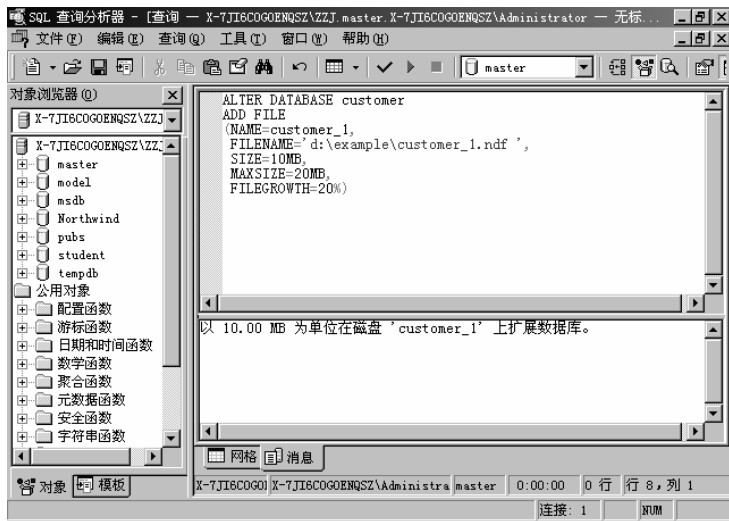 SQL 查询分析器 - [查询 — X-7JI6COGOENQSZ\ZZJ.master.X-7JI6COGOENQSZ\Administrator — 无标...
文件(F) 编辑(E) 查询(Q) 工具(T) 窗口(W) 帮助(H)
master
对象浏览器(O)
X-7JI6COGOENQSZ\ZZJ
X-7JI6COGOENQSZ\ZZJ
master
model
msdb
Northwind
pubs
student
tempdb
公用对象
配置函数
游标函数
日期和时间函数
数学函数
聚合函数
元数据函数
安全函数
字符串函数
对象 模板
ALTER DATABASE customer
ADD FILE
(NAME=customer_1,
FILENAME='d:\example\customer_1.ndf ',
SIZE=10MB,
MAXSIZE=20MB,
FILEGROWTH=20%)
以 10.00 MB 为单位在磁盘 'customer_1' 上扩展数据库。
网格 消息
X-7JI6COGO X-7JI6COGOENQSZ\Administra master 0:00:00 0 行 行 8, 列 1
连接: 1 NUM